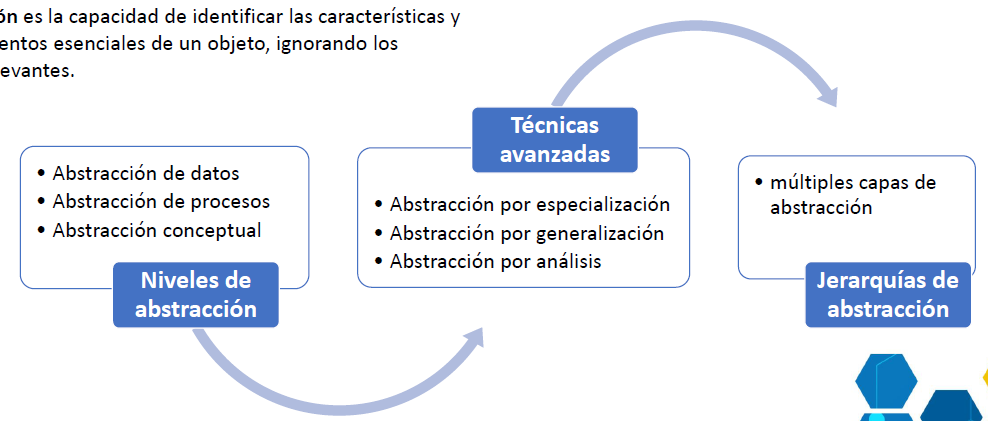 ón es la capacidad de identificar las características y
entos esenciales de un objeto, ignorando los
evantes.
• Abstracción de datos
• Abstracción de procesos
• Abstracción conceptual
Niveles de
abstracción
Técnicas
avanzadas
• Abstracción por especialización
• Abstracción por generalización
• Abstracción por análisis
• múltiples capas de
abstracción
Jerarquías de
abstracción